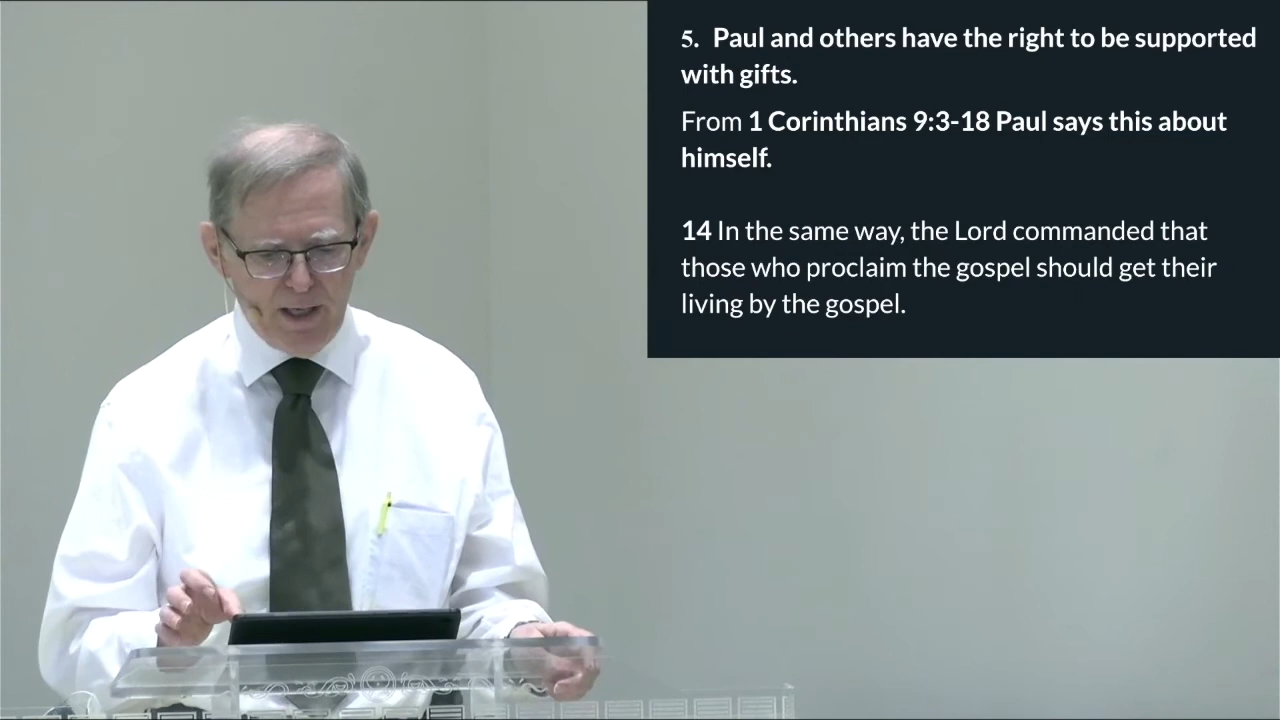 5. Paul and others have the right to be supported
with gifts.
From 1 Corinthians 9:3-18 Paul says this about
himself.
14 In the same way, the Lord commanded that
those who proclaim the gospel should get their
living by the gospel.